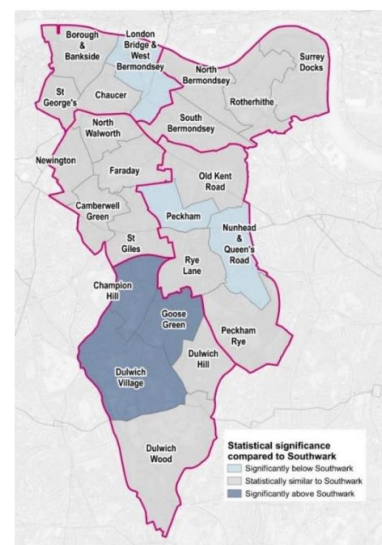 Borough
&
Bankside
London
Bridge &
West
Bermondsey
North
Bermondsey
Surrey
Docks
St
George's
Chaucer
Rotherhithe
North
Walworth
South
Bermondsey
Newington
Faraday
Old Kent
Road
Camberwell
Green
Peckham
Nunhead
&
Queen's
Road
St
Giles
Rye
Lane
Champion
Hill
Goose
Green
Peckham
Rye
Dulwich
Hill
Dulwich
Village
Dulwich
Wood
Statistical significance
compared to Southwark
Significantly below Southwark
Statistically similar to Southwark
Significantly above Southwark